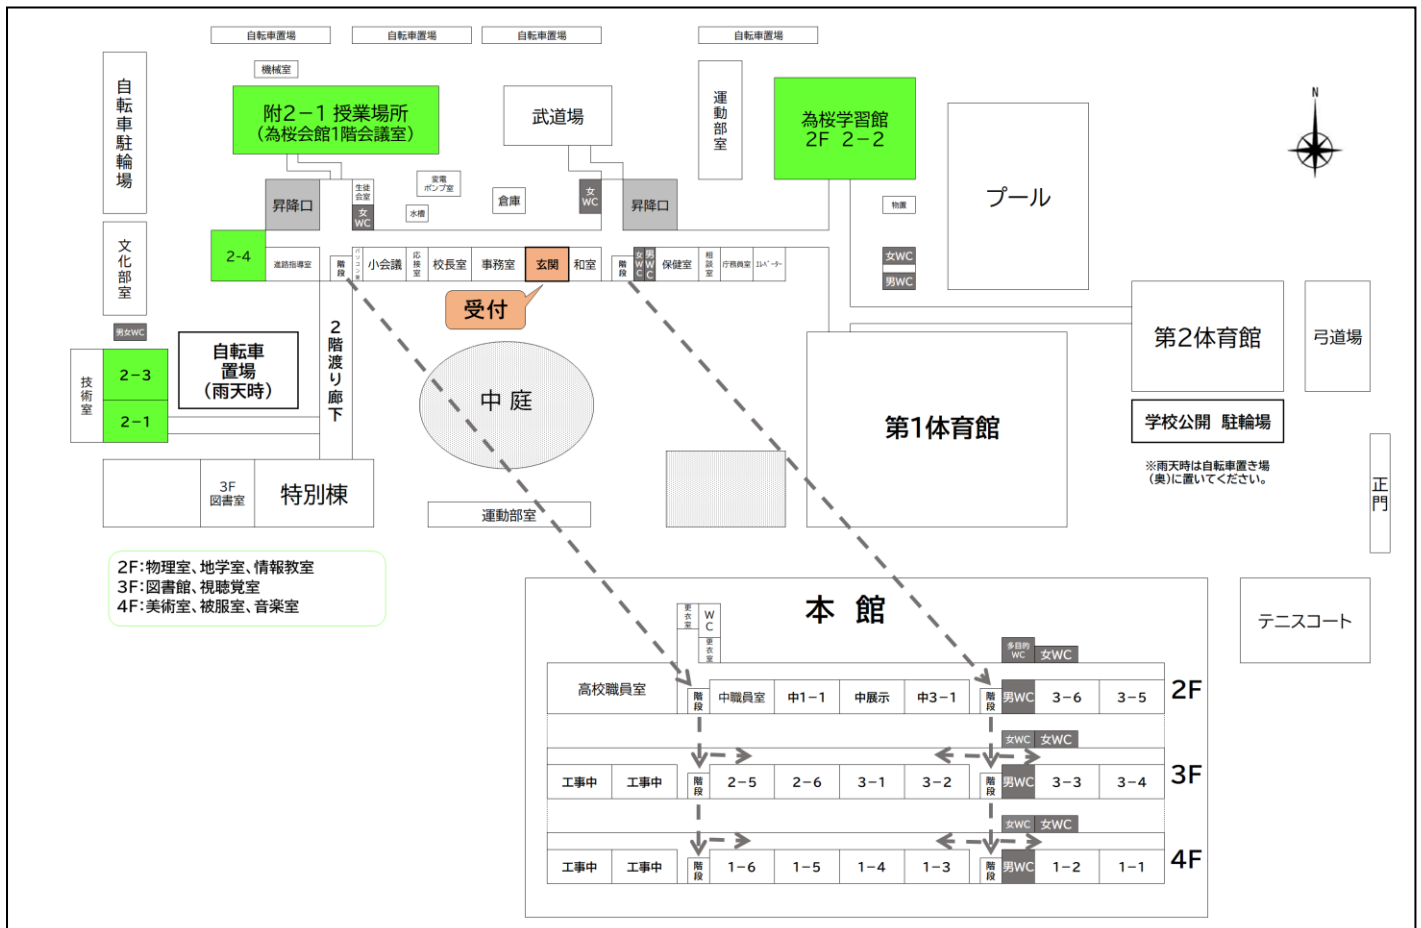 自転車置場
自転車置場
自転車置場
自転車置場
機械室
自転車駐輪場
附2－1 授業場所
(為桜会館1階会議室)
武道場
運動部室
為桜学習館
2F 2－2
プール
N
昇降口
生徒
会室
女
WC
変電
ポンプ室
水槽
倉庫
女
WC
昇降口
物置
女WC
男WC
文化部室
2-4
進路指導室
階段
パソコン室
小会議
応接室
校長室
事務室
玄関
和室
階段
女WC
男WC
保健室
相談室
庁務員室
エレベーター
受付
男女WC
技術室
2－3
2－1
自転車
置場
(雨天時)
2階渡り廊下
中 庭
第1体育館
第2体育館
弓道場
学校公開 駐輪場
※雨天時は自転車置き場
(奥)に置いてください。
正門
3F
図書室
特別棟
運動部室
2F:物理室、地学室、情報教室
3F:図書館、視聴覚室
4F:美術室、被服室、音楽室
本 館
テニスコート
更衣室
WC
更衣室
多目的
WC
女WC
高校職員室
階段
中職員室
中1－1
中展示
中3－1
階段
男WC
3－6
3－5
2F
女WC
女WC
工事中
工事中
階段
2－5
2－6
3－1
3－2
階段
男WC
3－3
3－4
3F
女WC
女WC
工事中
工事中
階段
1－6
1－5
1－4
1－3
階段
男WC
1－2
1－1
4F